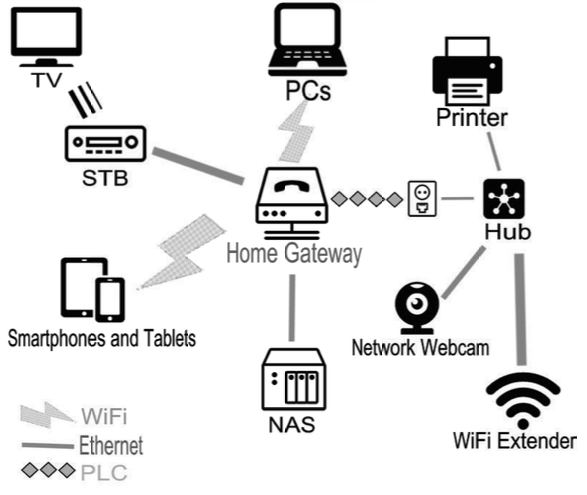 TV
PCs
Printer
STB
Hub
Home Gateway
Smartphones and Tablets
Network Webcam
NAS
WiFi Extender
WiFi
Ethernet
PLC